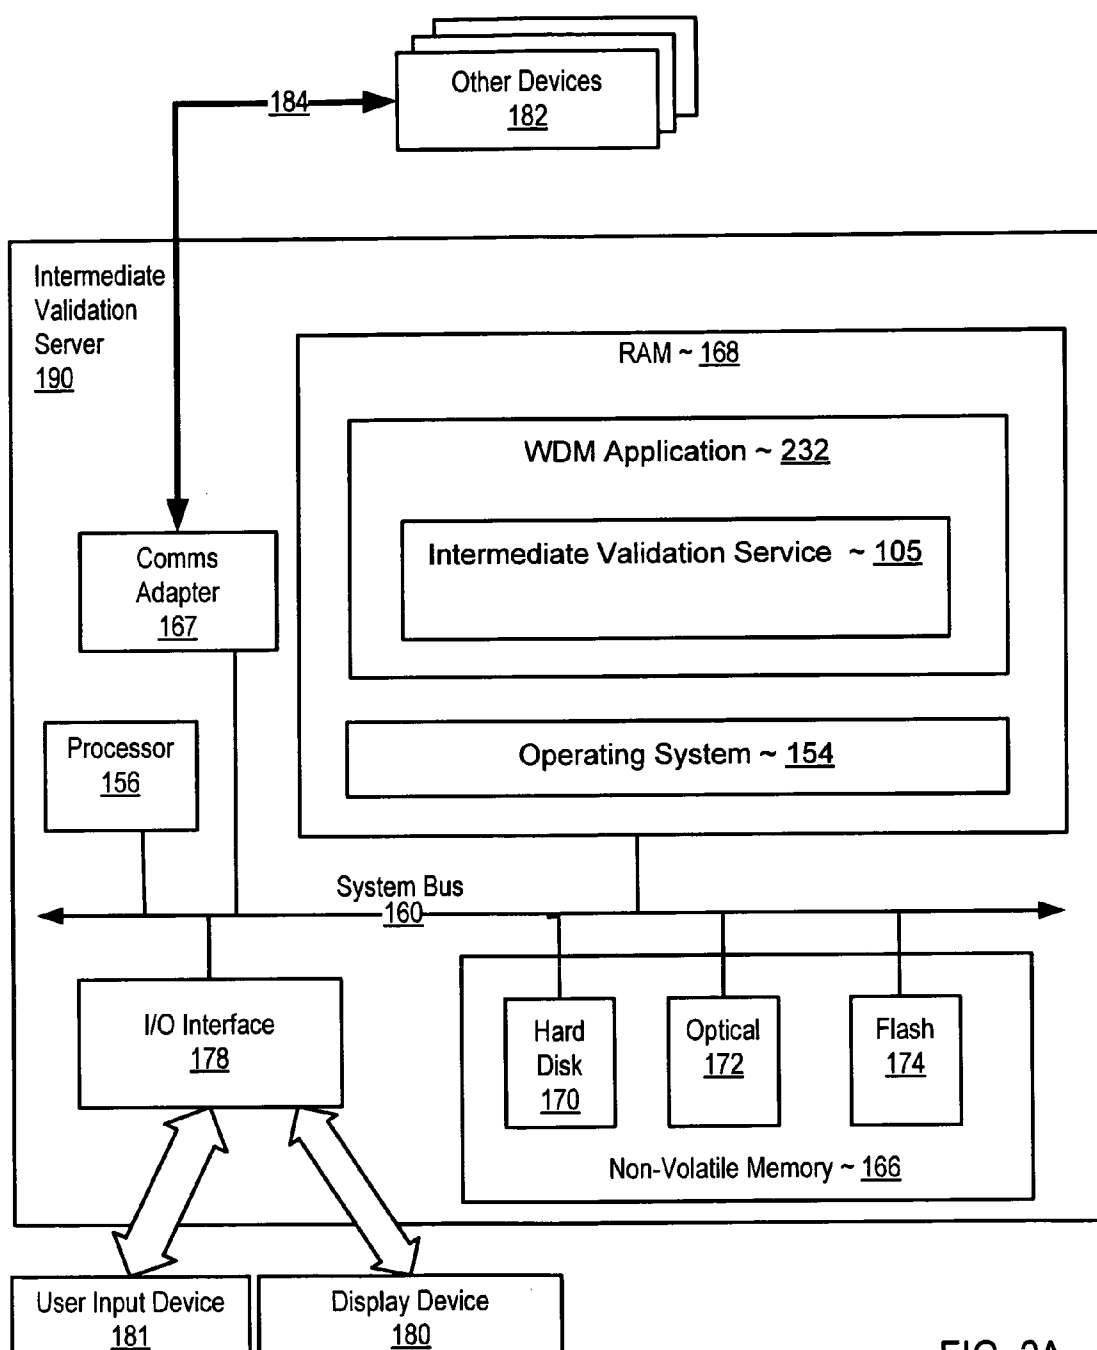 Other Devices
182
184
Intermediate
Validation
Server
190
RAM ~ 168
WDM Application ~ 232
Intermediate Validation Service ~ 105
Comms
Adapter
167
Operating System ~ 154
Processor
156
System Bus
160
I/O Interface
178
Hard
Disk
170
Optical
172
Flash
174
Non-Volatile Memory ~ 166
User Input Device
181
Display Device
180